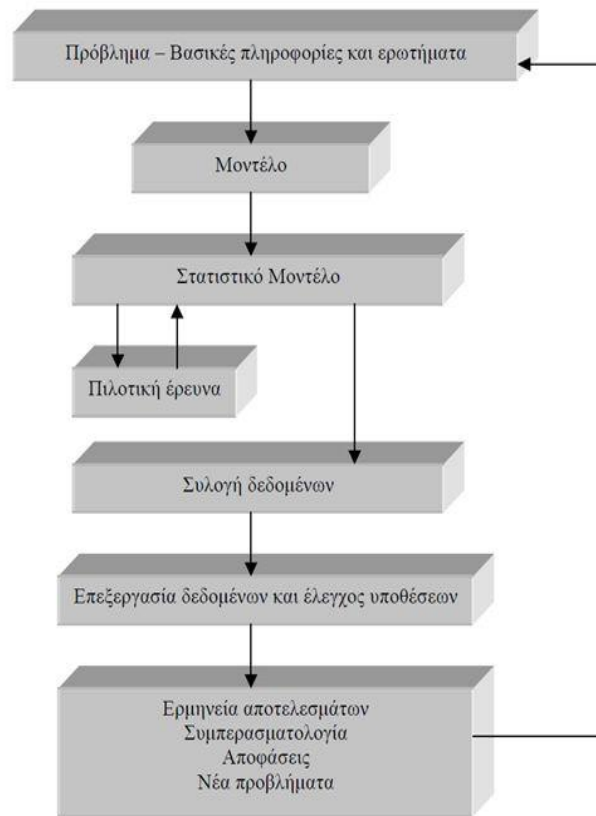 Πρόβλημα – Βασικές πληροφορίες και ερωτήματα
Μοντέλο
Στατιστικό Μοντέλο
Πιλοτική έρευνα
Συλογή δεδομένων
Επεξεργασία δεδομένων και έλεγχος υποθέσεων
Ερμηνεία αποτελεσμάτων
Συμπερασματολογία
Αποφάσεις
Νέα προβλήματα